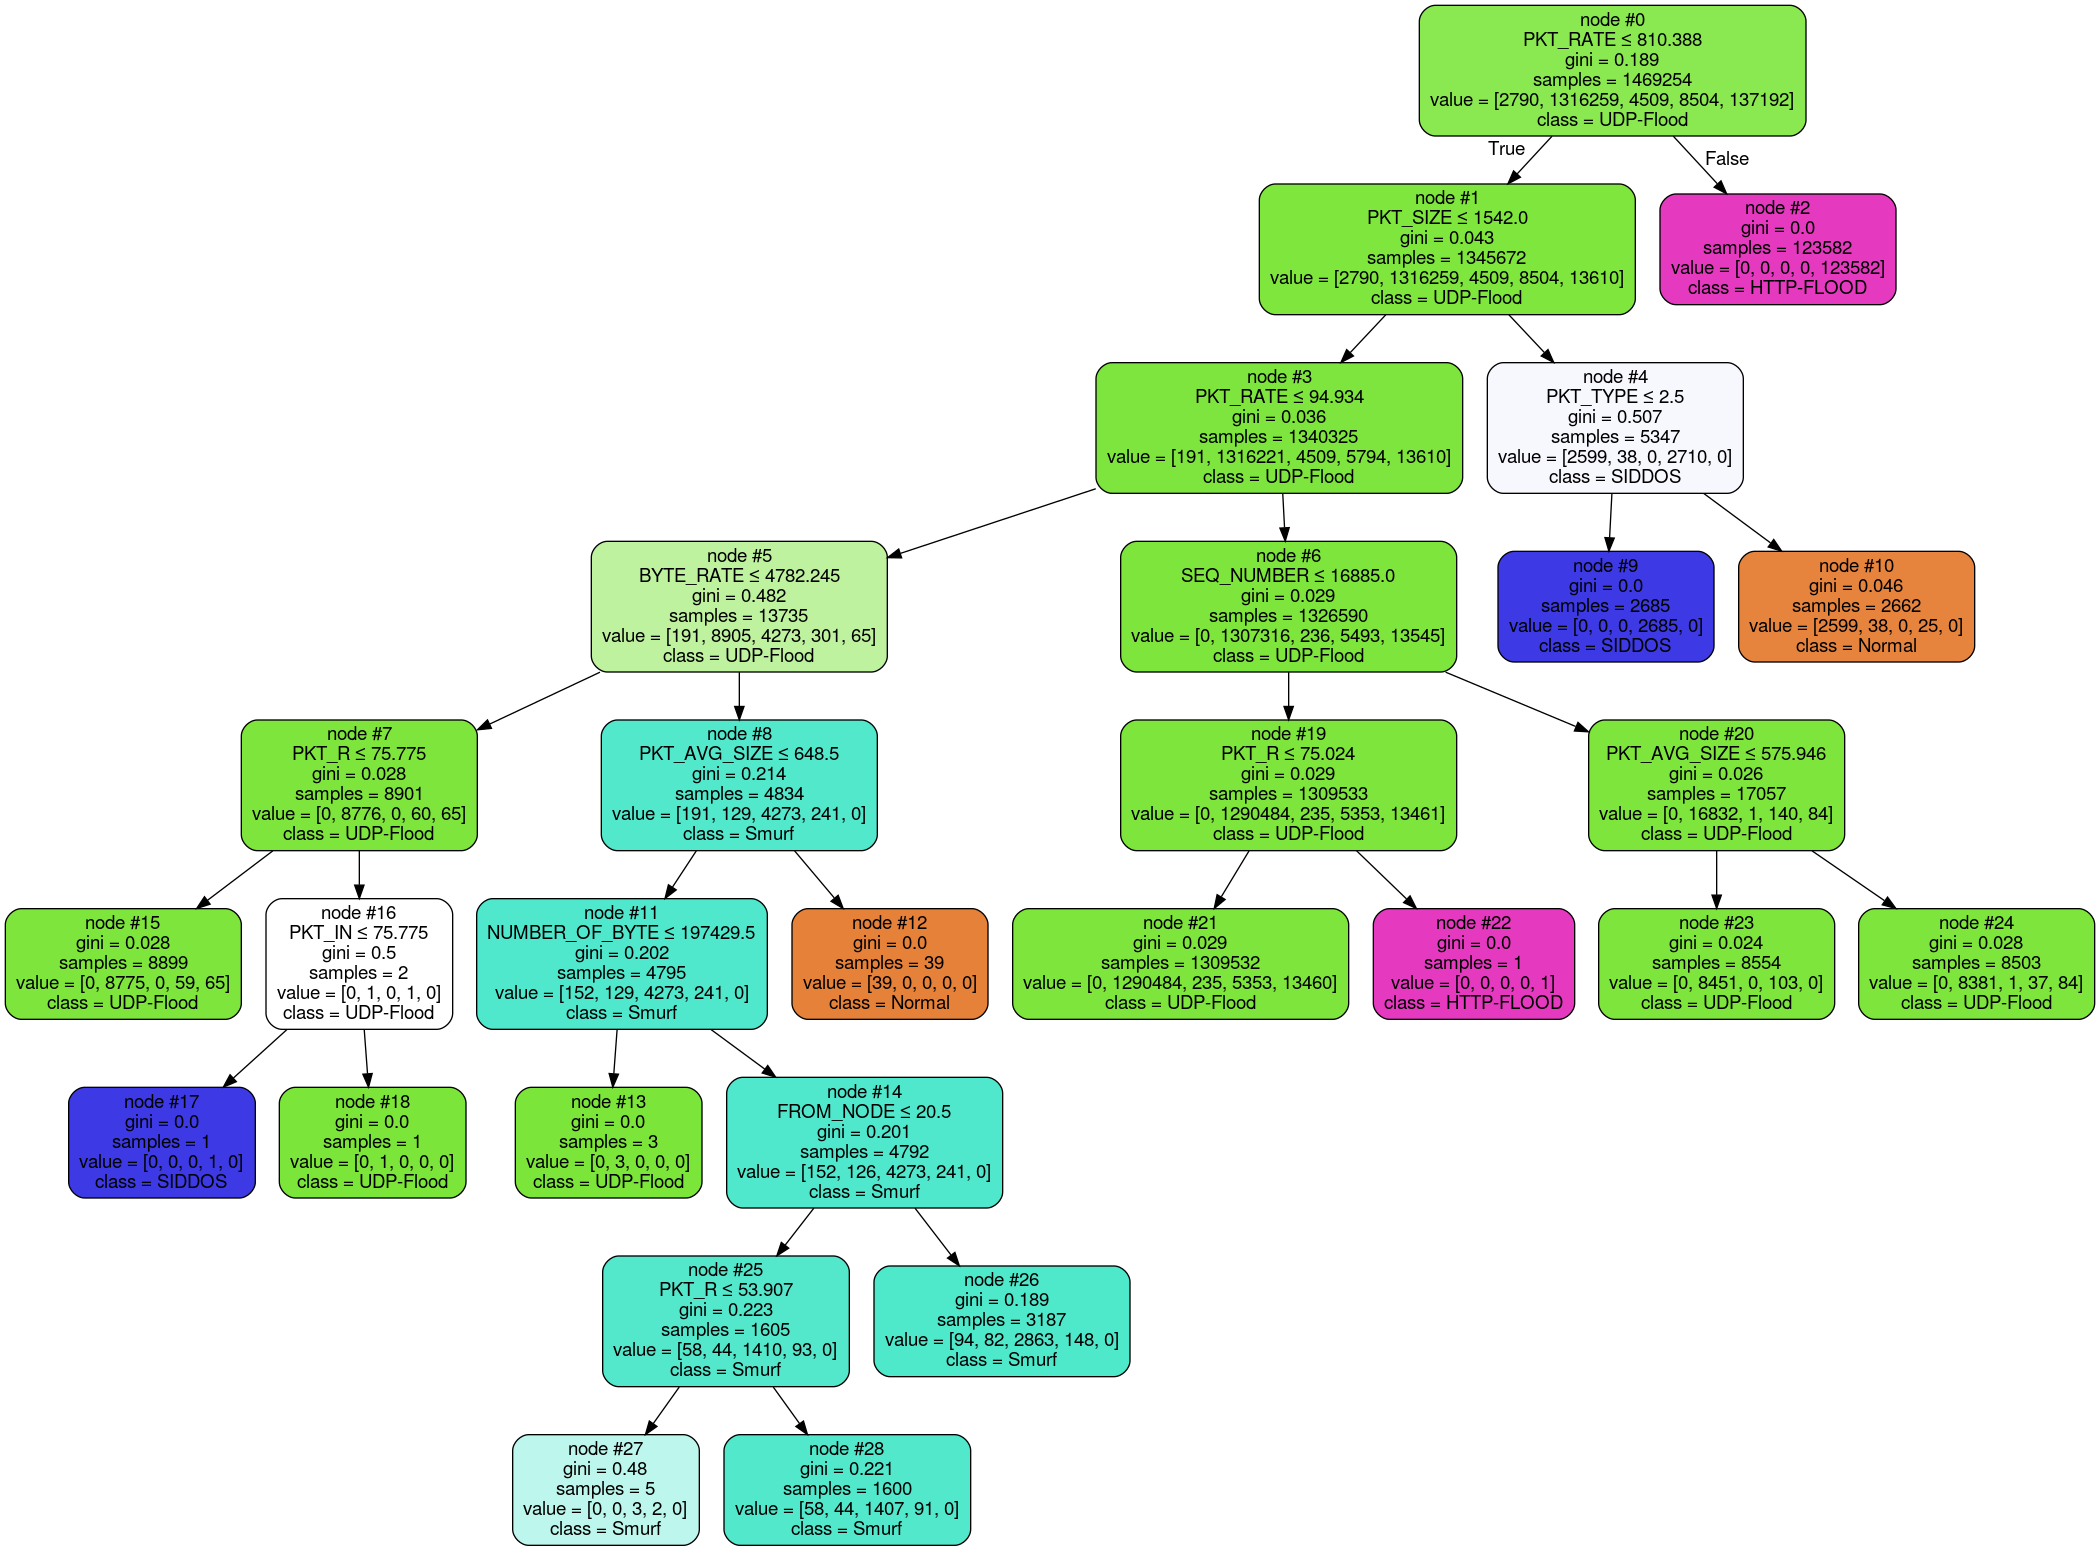 node #0
PKT_RATE ≤ 810.388
gini = 0.189
samples = 1469254
value = [2790, 1316259, 4509, 8504, 137192]
class = UDP-Flood
True
False
node #1
PKT_SIZE ≤ 1542.0
gini = 0.043
samples = 1345672
value = [2790, 1316259, 4509, 8504, 13610]
class = UDP-Flood
node #2
gini = 0.0
samples = 123582
value = [0, 0, 0, 0, 123582]
class = HTTP-FLOOD
node #3
PKT_RATE ≤ 94.934
gini = 0.036
samples = 1340325
value = [191, 1316221, 4509, 5794, 13610]
class = UDP-Flood
node #4
PKT_TYPE ≤ 2.5
gini = 0.507
samples = 5347
value = [2599, 38, 0, 2710, 0]
class = SIDDOS
node #5
BYTE_RATE ≤ 4782.245
gini = 0.482
samples = 13735
value = [191, 8905, 4273, 301, 65]
class = UDP-Flood
node #6
SEQ_NUMBER ≤ 16885.0
gini = 0.029
samples = 1326590
value = [0, 1307316, 236, 5493, 13545]
class = UDP-Flood
node #9
gini = 0.0
samples = 2685
value = [0, 0, 0, 2685, 0]
class = SIDDOS
node #10
gini = 0.046
samples = 2662
value = [2599, 38, 0, 25, 0]
class = Normal
node #7
PKT_R ≤ 75.775
gini = 0.028
samples = 8901
value = [0, 8776, 0, 60, 65]
class = UDP-Flood
node #8
PKT_AVG_SIZE ≤ 648.5
gini = 0.214
samples = 4834
value = [191, 129, 4273, 241, 0]
class = Smurf
node #19
PKT_R ≤ 75.024
gini = 0.029
samples = 1309533
value = [0, 1290484, 235, 5353, 13461]
class = UDP-Flood
node #20
PKT_AVG_SIZE ≤ 575.946
gini = 0.026
samples = 17057
value = [0, 16832, 1, 140, 84]
class = UDP-Flood
node #15
gini = 0.028
samples = 8899
value = [0, 8775, 0, 59, 65]
class = UDP-Flood
node #16
PKT_IN ≤ 75.775
gini = 0.5
samples = 2
value = [0, 1, 0, 1, 0]
class = UDP-Flood
node #11
NUMBER_OF_BYTE ≤ 197429.5
gini = 0.202
samples = 4795
value = [152, 129, 4273, 241, 0]
class = Smurf
node #12
gini = 0.0
samples = 39
value = [39, 0, 0, 0, 0]
class = Normal
node #21
gini = 0.029
samples = 1309532
value = [0, 1290484, 235, 5353, 13460]
class = UDP-Flood
node #22
gini = 0.0
samples = 1
value = [0, 0, 0, 0, 1]
class = HTTP-FLOOD
node #23
gini = 0.024
samples = 8554
value = [0, 8451, 0, 103, 0]
class = UDP-Flood
node #24
gini = 0.028
samples = 8503
value = [0, 8381, 1, 37, 84]
class = UDP-Flood
node #17
gini = 0.0
samples = 1
value = [0, 0, 0, 1, 0]
class = SIDDOS
node #18
gini = 0.0
samples = 1
value = [0, 1, 0, 0, 0]
class = UDP-Flood
node #13
gini = 0.0
samples = 3
value = [0, 3, 0, 0, 0]
class = UDP-Flood
node #14
FROM_NODE ≤ 20.5
gini = 0.201
samples = 4792
value = [152, 126, 4273, 241, 0]
class = Smurf
node #25
PKT_R ≤ 53.907
gini = 0.223
samples = 1605
value = [58, 44, 1410, 93, 0]
class = Smurf
node #26
gini = 0.189
samples = 3187
value = [94, 82, 2863, 148, 0]
class = Smurf
node #27
gini = 0.48
samples = 5
value = [0, 0, 3, 2, 0]
class = Smurf
node #28
gini = 0.221
samples = 1600
value = [58, 44, 1407, 91, 0]
class = Smurf